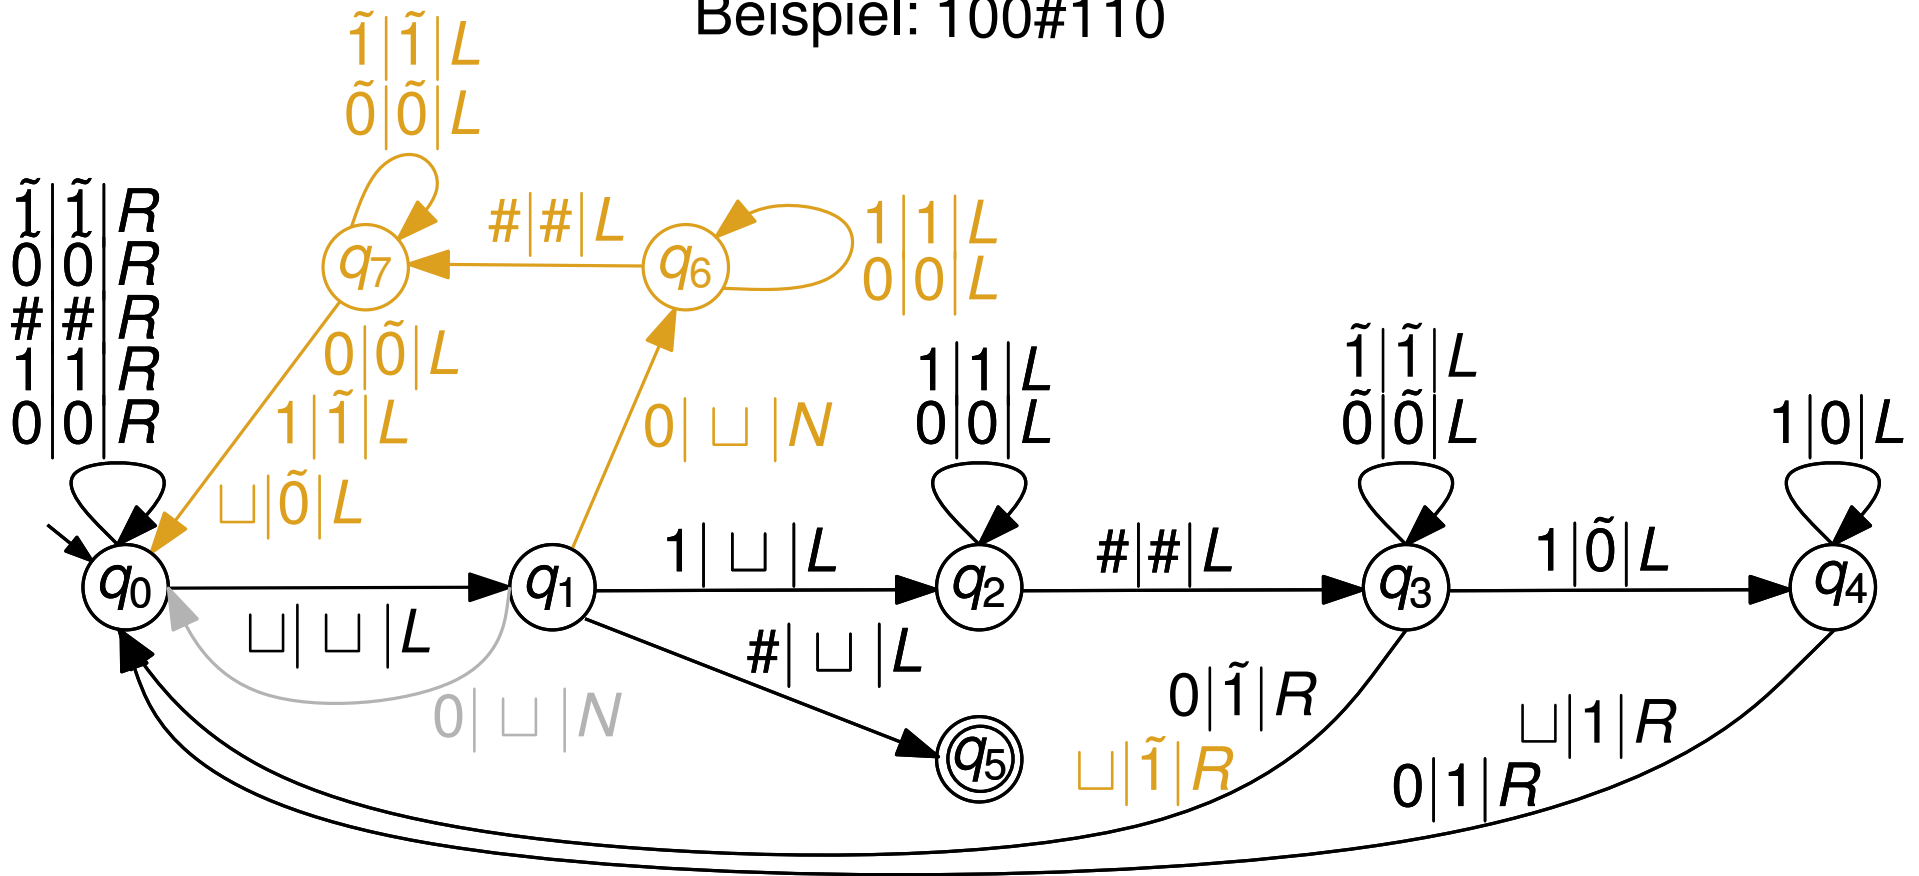 Beispiel: 100#110
1̃|1̃|L
0̃|0̃|L
1̃|1̃|R
0̃|0̃|R
#|#|R
1|1|R
0|0|R
#|#|L
1|1|L
0|0|L
q7
q6
0|0̃|L
1|1̃|L
⊔|0̃|L
0|⊔|N
1|1|L
0|0|L
1̃|1̃|L
0̃|0̃|L
1|0|L
q0
⊔|⊔|L
q1
1|⊔|L
q2
#|#|L
q3
1|0̃|L
q4
#|⊔|L
0|⊔|N
q5
0|1̃|R
⊔|1̃|R
⊔|1|R
0|1|R